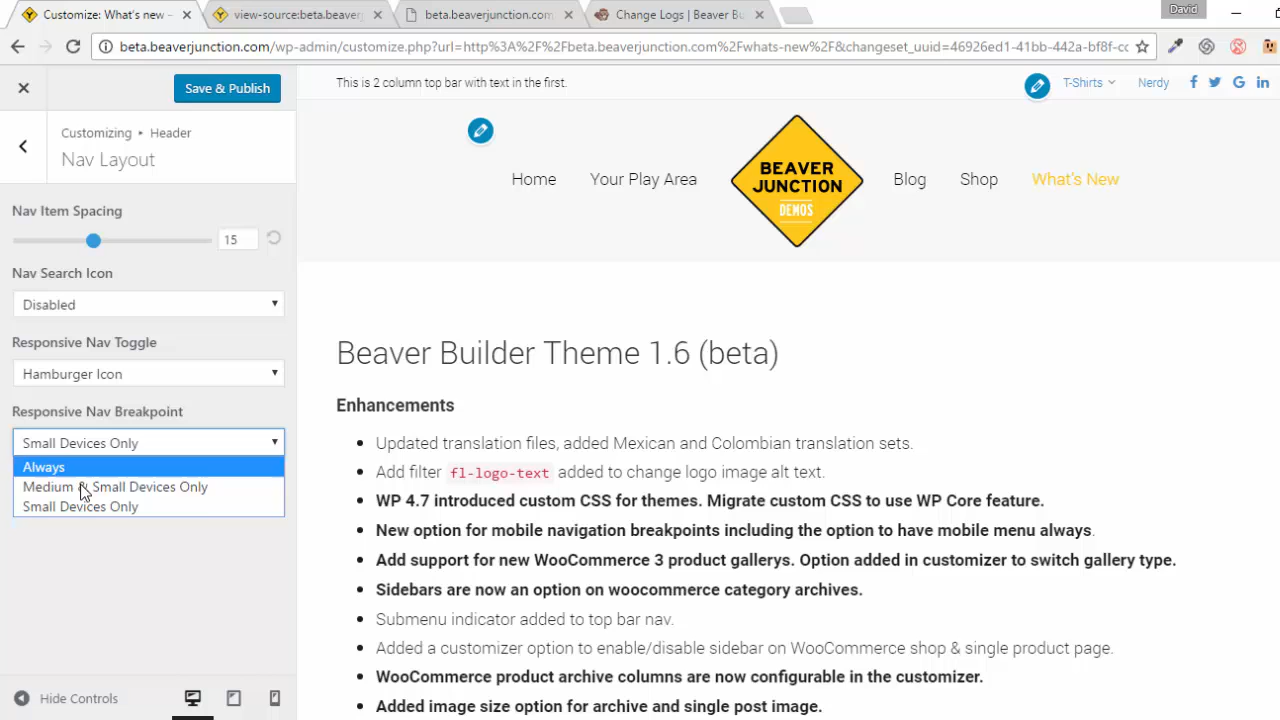 Customize: What's new –
view-source:beta.beaver
beta.beaverjunction.com
Change Logs | Beaver Bu
David
beta.beaverjunction.com/wp-admin/customize.php?url=http%3A%2F%2Fbeta.beaverjunction.com%2Fwhats-new%2F&changeset_uuid=46926ed1-41bb-442a-bf8f-cc
Save & Publish
Customizing ▸ Header
Nav Layout
Nav Item Spacing
15
Nav Search Icon
Disabled
Responsive Nav Toggle
Hamburger Icon
Responsive Nav Breakpoint
Small Devices Only
Always
Medium & Small Devices Only
Small Devices Only
Hide Controls
This is 2 column top bar with text in the first.
T-Shirts
Nerdy
Home
Your Play Area
BEAVER
JUNCTION
DEMOS
Blog
Shop
What's New
Beaver Builder Theme 1.6 (beta)
Enhancements
• Updated translation files, added Mexican and Colombian translation sets.
• Add filter fl-logo-text added to change logo image alt text.
• WP 4.7 introduced custom CSS for themes. Migrate custom CSS to use WP Core feature.
• New option for mobile navigation breakpoints including the option to have mobile menu always.
• Add support for new WooCommerce 3 product gallerys. Option added in customizer to switch gallery type.
• Sidebars are now an option on woocommerce category archives.
• Submenu indicator added to top bar nav.
• Added a customizer option to enable/disable sidebar on WooCommerce shop & single product page.
• WooCommerce product archive columns are now configurable in the customizer.
• Added image size option for archive and single post image.